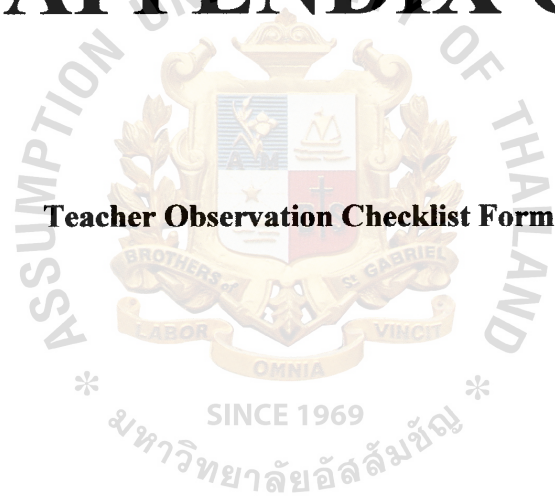 APPENDIX
ASSUMPTION
OF THAILAND
A M
Teacher Observation Checklist Form
BROTHERS of St GABRIEL
LABOR OMNIA VINCIT
* SINCE 1969 *
มหาวิทยาลัยอัสสัมชัญ